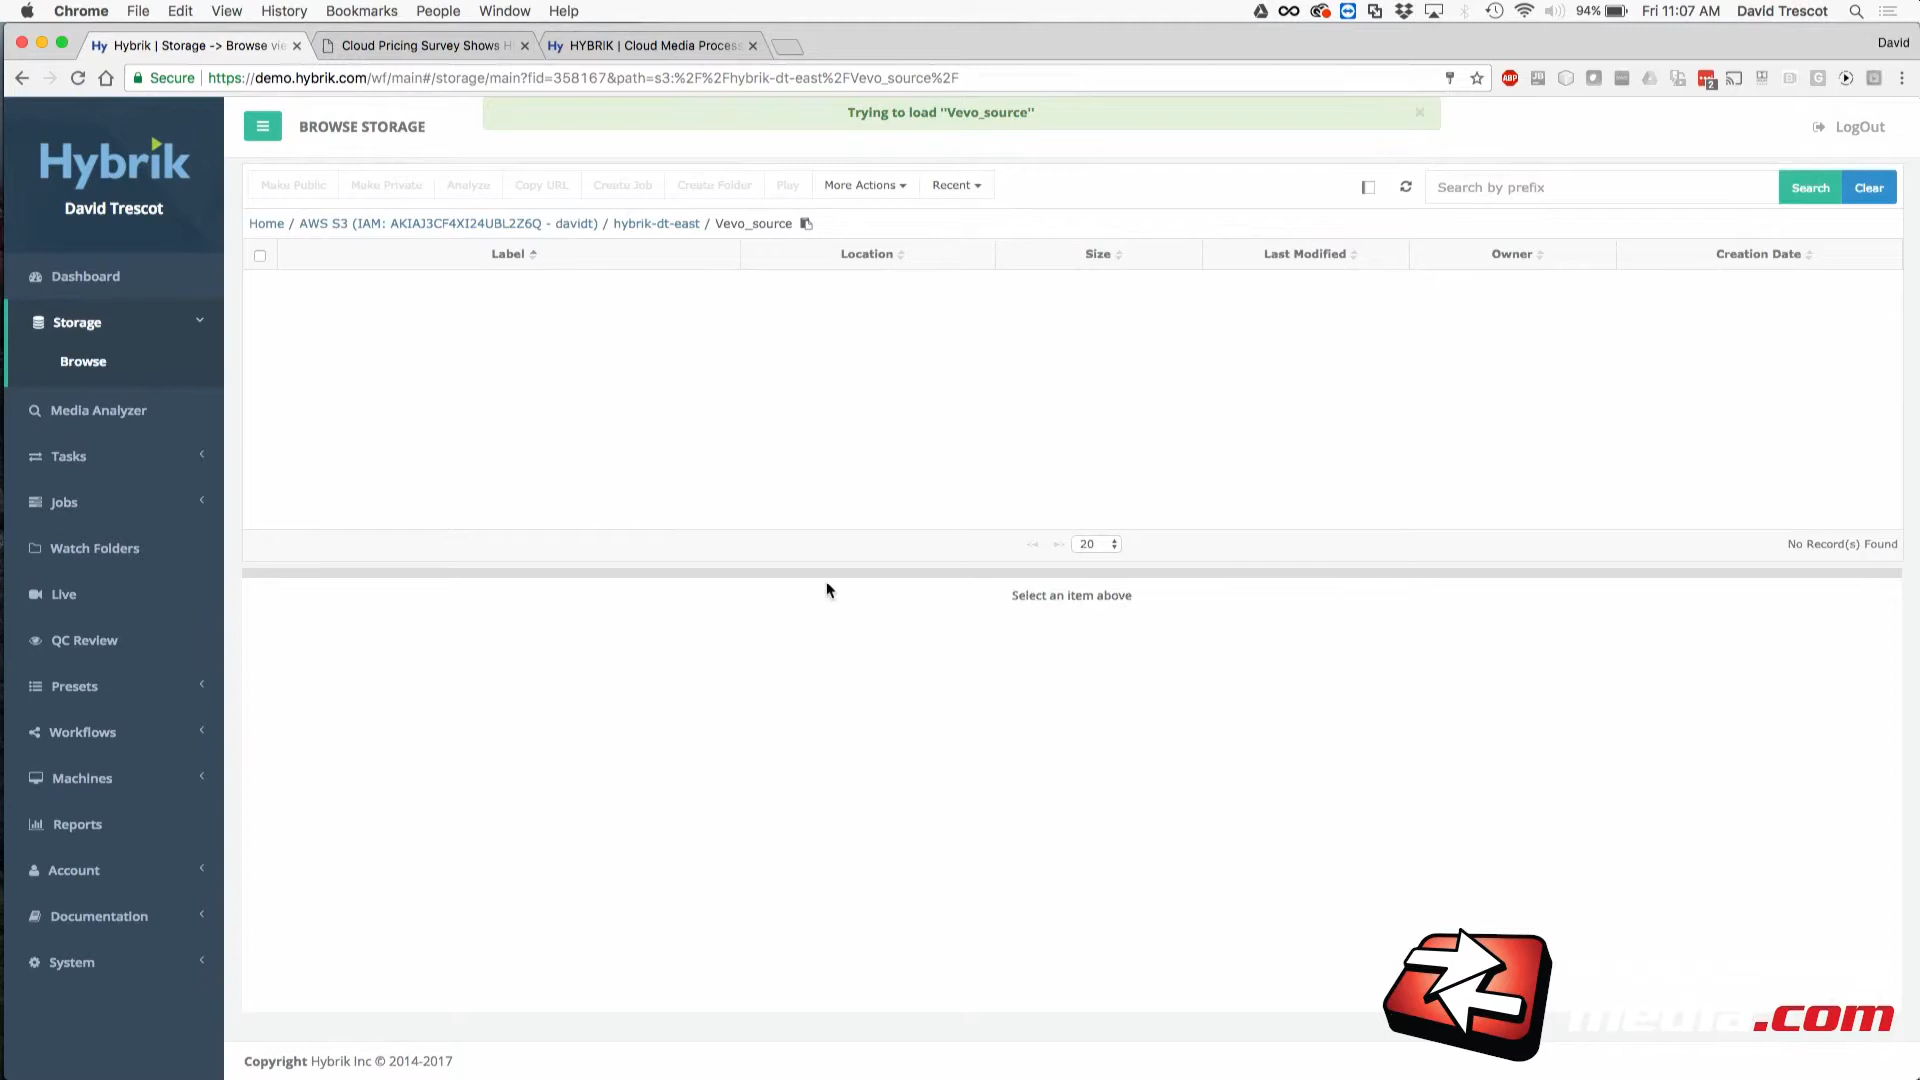 Chrome File Edit View History Bookmarks People Window Help 94% Fri 11:07 AM David Trescot
Hy Hybrik | Storage -> Browse vie Cloud Pricing Survey Shows H Hy HYBRIK | Cloud Media Process David
Secure https://demo.hybrik.com/wf/main#/storage/main?fid=358167&path=s3:%2F%2Fhybrik-dt-east%2FVevo_source%2F ABP 2
Trying to load "Vevo_source"
BROWSE STORAGE LogOut
Hybrik
David Trescot
Make Public Make Private Analyze Copy URL Create Job Create Folder Play More Actions Recent Search by prefix Search Clear
Home / AWS S3 (IAM: AKIAJ3CF4XI24UBL2Z6Q - davidt) / hybrik-dt-east / Vevo_source
Label Location Size Last Modified Owner Creation Date
Dashboard
Storage
Browse
Media Analyzer
Tasks
Jobs
Watch Folders
20 No Record(s) Found
Live
Select an item above
QC Review
Presets
Workflows
Machines
Reports
Account
Documentation
System
media.com
Copyright Hybrik Inc © 2014-2017